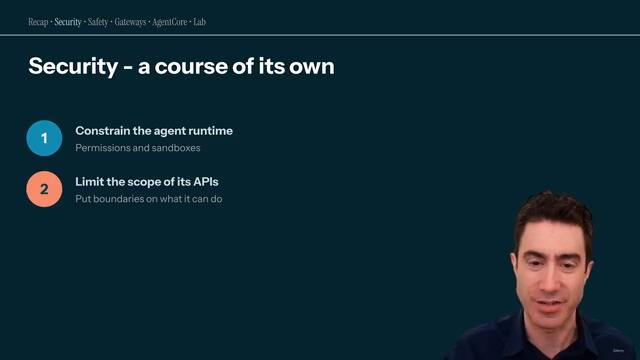 Recap • Security • Safety • Gateways • AgentCore • Lab
Security - a course of its own
1
Constrain the agent runtime
Permissions and sandboxes
2
Limit the scope of its APIs
Put boundaries on what it can do